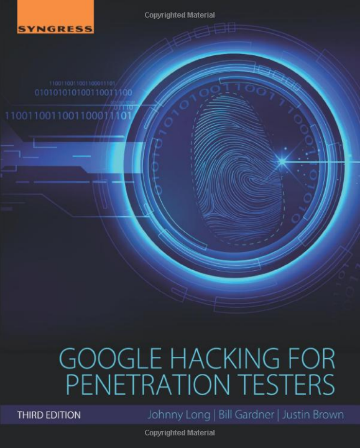 Copyrighted Material
SYNGRESS
GOOGLE HACKING FOR
PENETRATION TESTERS
THIRD EDITION
Johnny Long | Bill Gardner | Justin Brown
Copyrighted Material